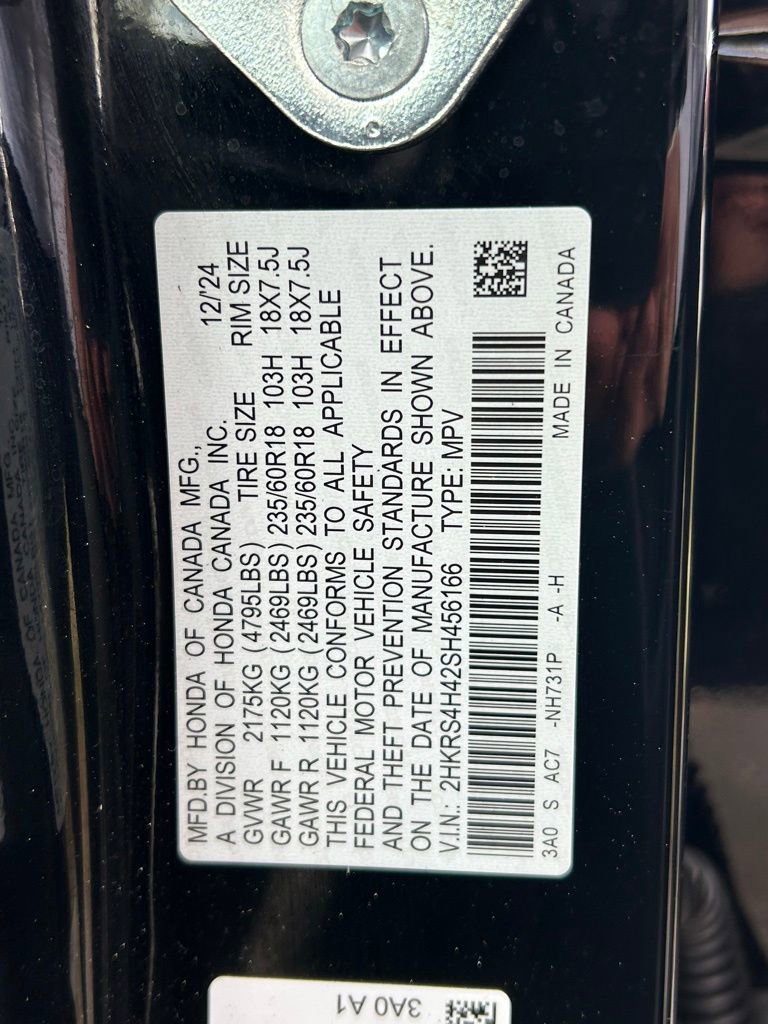 MFD.BY HONDA OF CANADA MFG.,
A DIVISION OF HONDA CANADA INC. 12/'24
GVWR 2175KG (4795LBS) TIRE SIZE RIM SIZE
GAWR F 1120KG (2469LBS) 235/60R18 103H 18X7.5J
GAWR R 1120KG (2469LBS) 235/60R18 103H 18X7.5J
THIS VEHICLE CONFORMS TO ALL APPLICABLE
FEDERAL MOTOR VEHICLE SAFETY
AND THEFT PREVENTION STANDARDS IN EFFECT
ON THE DATE OF MANUFACTURE SHOWN ABOVE.
V.I.N.: 2HKRS4H42SH456166 TYPE: MPV
3A0 S AC7 -NH731P -A -H MADE IN CANADA
3A0 A1